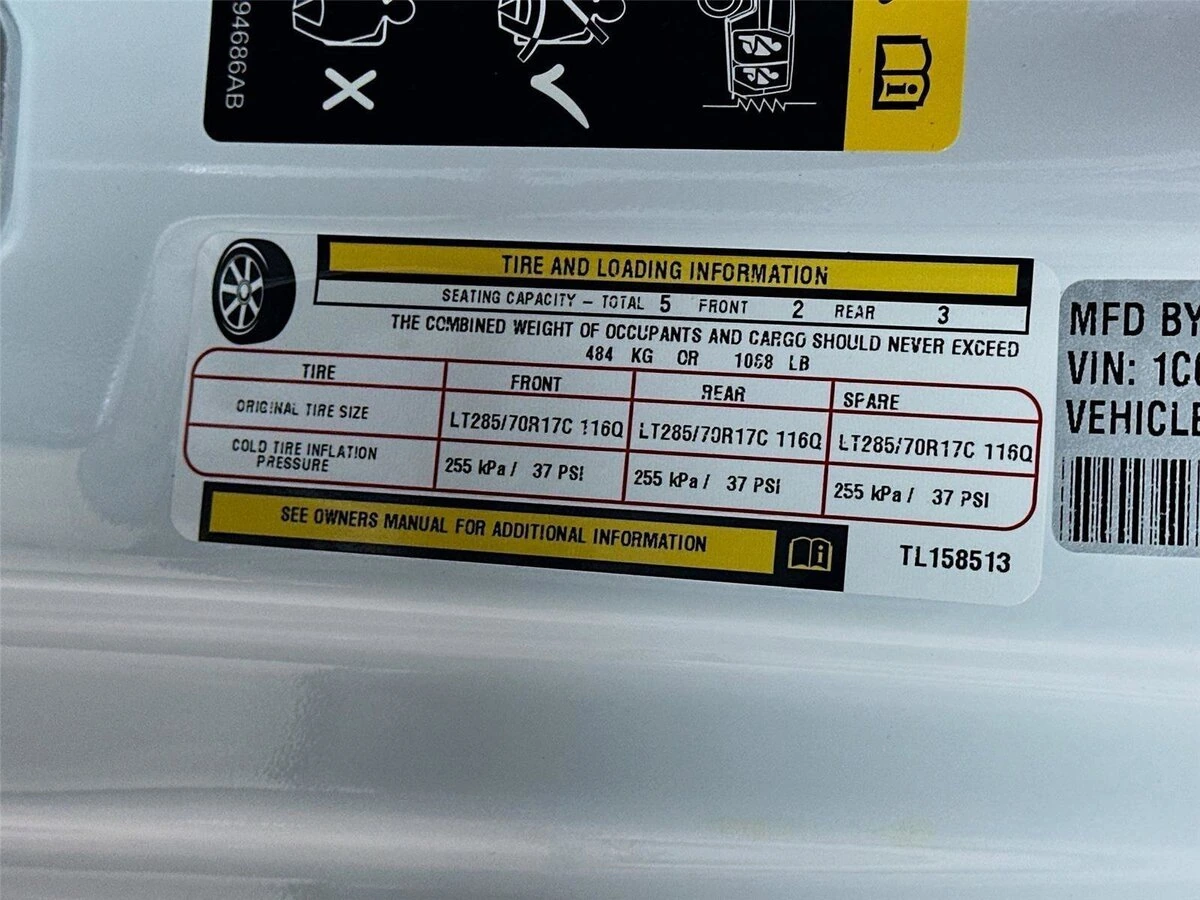 94686AB
TIRE AND LOADING INFORMATION
SEATING CAPACITY – TOTAL 5 FRONT 2 REAR 3
THE COMBINED WEIGHT OF OCCUPANTS AND CARGO SHOULD NEVER EXCEED
484 KG OR 1068 LB
TIRE FRONT REAR SPARE
ORIGINAL TIRE SIZE LT285/70R17C 116Q LT285/70R17C 116Q LT285/70R17C 116Q
COLD TIRE INFLATION
PRESSURE 255 kPa / 37 PSI 255 kPa / 37 PSI 255 kPa / 37 PSI
SEE OWNERS MANUAL FOR ADDITIONAL INFORMATION
TL158513
MFD BY
VIN: 1C
VEHICLE